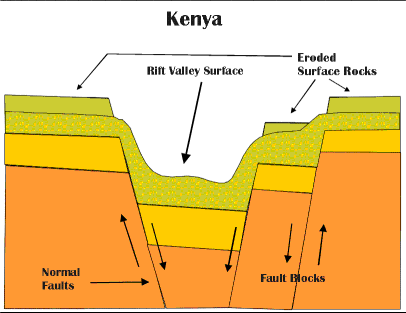 Kenya
Eroded
Surface Rocks
Rift Valley Surface
Normal
Faults
Fault Blocks